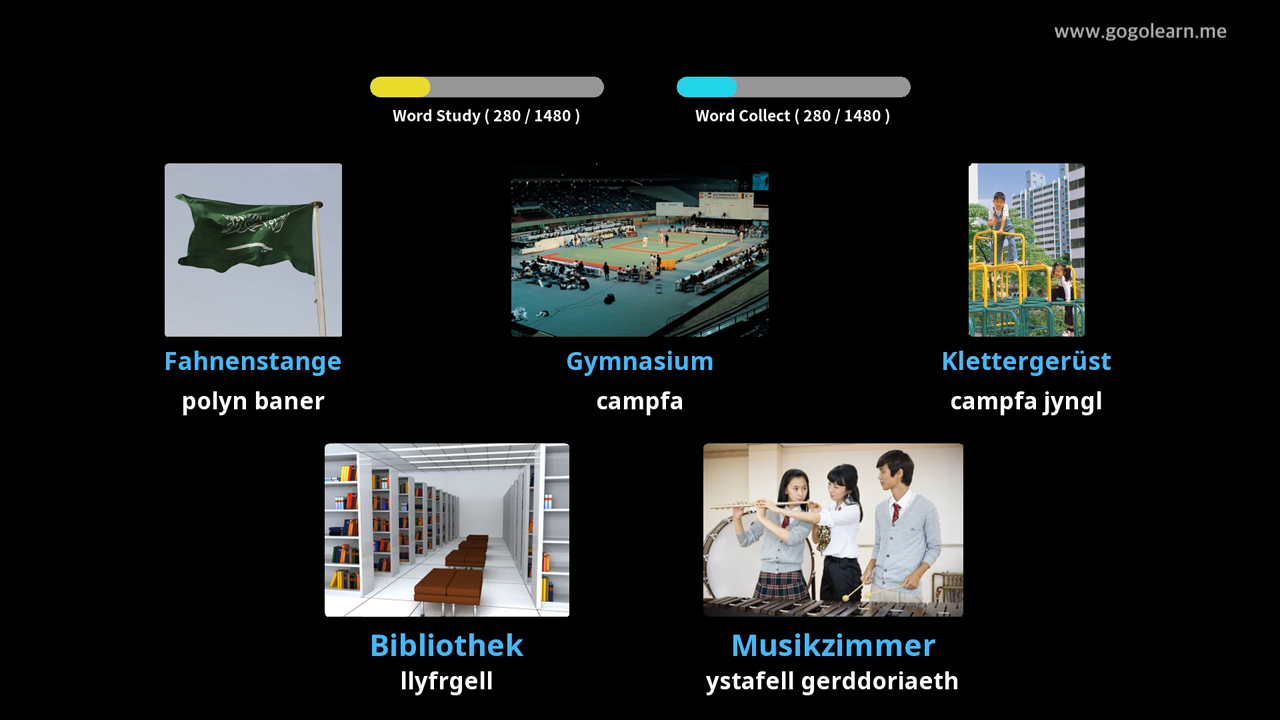 www.gogolearn.me
Word Study ( 280 / 1480 )
Word Collect ( 280 / 1480 )
Fahnenstange
Gymnasium
Klettergerüst
polyn baner
campfa
campfa jyngl
Bibliothek
Musikzimmer
llyfrgell
ystafell gerddoriaeth